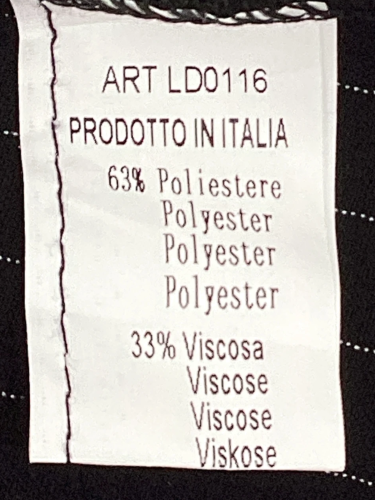 ART LD0116
PRODOTTO IN ITALIA
63% Poliestere
Polyester
Polyester
Polyester
33% Viscosa
Viscose
Viscose
Viskose